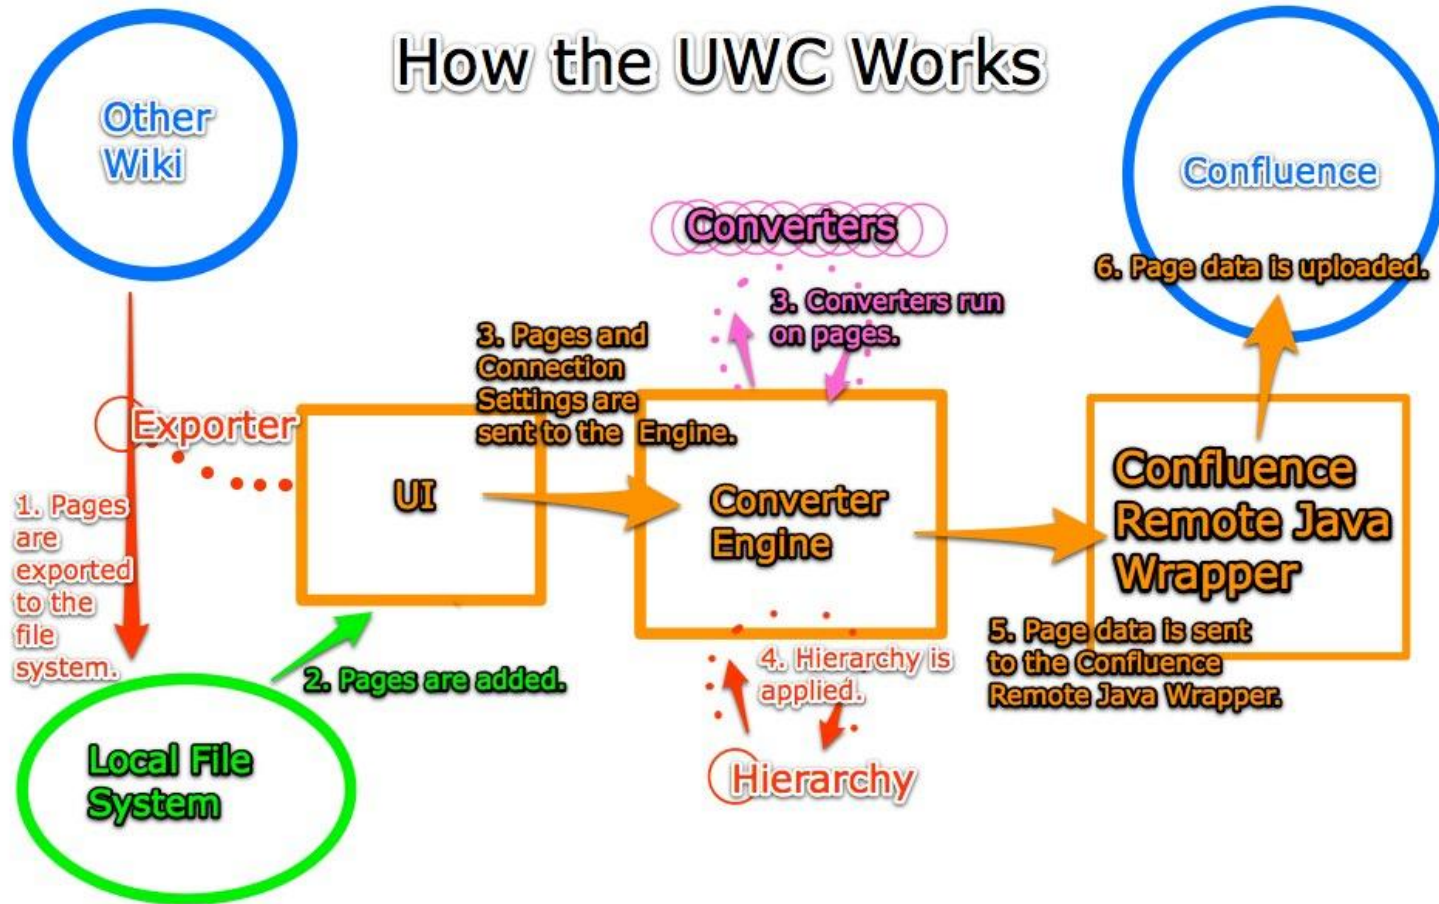 How the UWC Works
Other
Wiki
Confluence
Converters
6. Page data is uploaded.
3. Converters run
on pages.
3. Pages and
Connection
Settings are
sent to the Engine.
Exporter
UI
Converter
Engine
Confluence
Remote Java
Wrapper
1. Pages
are
exported
to the
file
system.
2. Pages are added.
4. Hierarchy is
applied.
5. Page data is sent
to the Confluence
Remote Java Wrapper.
Local File
System
Hierarchy